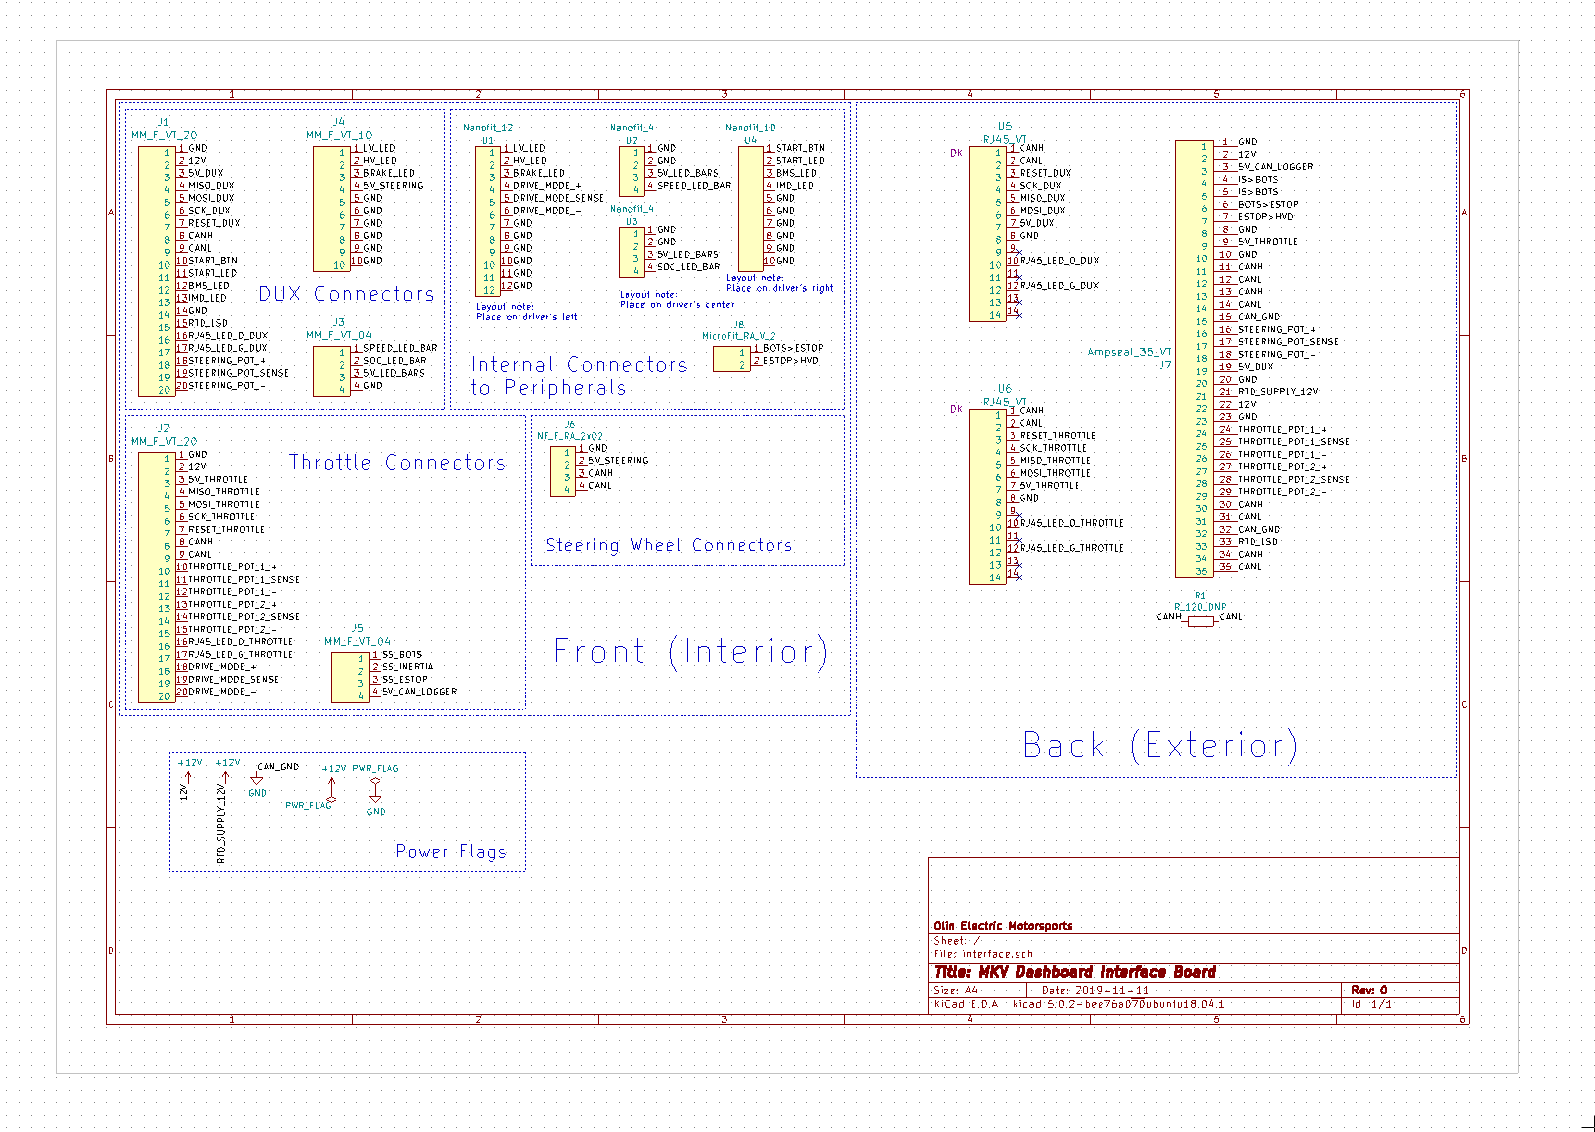 1 2 3 4 5 6
J1
MM_F_VT_20
1 GND
2 12V
3 5V_DUX
4 MISO_DUX
5 MOSI_DUX
6 SCK_DUX
7 RESET_DUX
8 CANH
9 CANL
10 START_BTN
11 START_LED
12 BMS_LED
13 IMD_LED
14 GND
15 RTD_LSD
16 RJ45_LED_O_DUX
17 RJ45_LED_G_DUX
18 STEERING_POT_+
19 STEERING_POT_SENSE
20 STEERING_POT_-
J4
MM_F_VT_10
1 LV_LED
2 HV_LED
3 BRAKE_LED
4 5V_STEERING
5 GND
6 GND
7 GND
8 GND
9 GND
10 GND
DUX Connectors
J3
MM_F_VT_04
1 SPEED_LED_BAR
2 SOC_LED_BAR
3 5V_LED_BARS
4 GND
Nanofit_12
U1
1 LV_LED
2 HV_LED
3 BRAKE_LED
4 DRIVE_MODE_+
5 DRIVE_MODE_SENSE
6 DRIVE_MODE_-
7 GND
8 GND
9 GND
10 GND
11 GND
12 GND
Layout note:
Place on driver's left
Nanofit_4
U2
1 GND
2 GND
3 5V_LED_BARS
4 SPEED_LED_BAR
Nanofit_4
U3
1 GND
2 GND
3 5V_LED_BARS
4 SOC_LED_BAR
Layout note:
Place on driver's center
Nanofit_10
U4
1 START_BTN
2 START_LED
3 BMS_LED
4 IMD_LED
5 GND
6 GND
7 GND
8 GND
9 GND
10 GND
Layout note:
Place on driver's right
J8
MicroFit_RA_V_2
1 BOTS>ESTOP
2 ESTOP>HVD
Internal Connectors
to Peripherals
J2
MM_F_VT_20
1 GND
2 12V
3 5V_THROTTLE
4 MISO_THROTTLE
5 MOSI_THROTTLE
6 SCK_THROTTLE
7 RESET_THROTTLE
8 CANH
9 CANL
10 THROTTLE_POT_1_+
11 THROTTLE_POT_1_SENSE
12 THROTTLE_POT_1_-
13 THROTTLE_POT_2_+
14 THROTTLE_POT_2_SENSE
15 THROTTLE_POT_2_-
16 RJ45_LED_O_THROTTLE
17 RJ45_LED_G_THROTTLE
18 DRIVE_MODE_+
19 DRIVE_MODE_SENSE
20 DRIVE_MODE_-
Throttle Connectors
J5
MM_F_VT_04
1 SS_BOTS
2 SS_INERTIA
3 SS_ESTOP
4 5V_CAN_LOGGER
J6
NF_F_RA_2x02
1 GND
2 5V_STEERING
3 CANH
4 CANL
Steering Wheel Connectors
Front (Interior)
U5
RJ45_VT
Dk
1 CANH
2 CANL
3 RESET_DUX
4 SCK_DUX
5 MISO_DUX
6 MOSI_DUX
7 5V_DUX
8 GND
9
10 RJ45_LED_O_DUX
11
12 RJ45_LED_G_DUX
13
14
U6
RJ45_VT
Dk
1 CANH
2 CANL
3 RESET_THROTTLE
4 SCK_THROTTLE
5 MISO_THROTTLE
6 MOSI_THROTTLE
7 5V_THROTTLE
8 GND
9
10 RJ45_LED_O_THROTTLE
11
12 RJ45_LED_G_THROTTLE
13
14
Ampseal_35_VT
J7
1 GND
2 12V
3 5V_CAN_LOGGER
4 IS>BOTS
5 IS>BOTS
6 BOTS>ESTOP
7 ESTOP>HVD
8 GND
9 5V_THROTTLE
10 GND
11 CANH
12 CANL
13 CANH
14 CANL
15 CAN_GND
16 STEERING_POT_+
17 STEERING_POT_SENSE
18 STEERING_POT_-
19 5V_DUX
20 GND
21 RTD_SUPPLY_12V
22 12V
23 GND
24 THROTTLE_POT_1_+
25 THROTTLE_POT_1_SENSE
26 THROTTLE_POT_1_-
27 THROTTLE_POT_2_+
28 THROTTLE_POT_2_SENSE
29 THROTTLE_POT_2_-
30 CANH
31 CANL
32 CAN_GND
33 RTD_LSD
34 CANH
35 CANL
R1
R_120_DNP
CANH CANL
Back (Exterior)
+12V +12V CAN_GND +12V PWR_FLAG
12V RTD_SUPPLY_12V GND PWR_FLAG GND
Power Flags
Olin Electric Motorsports
Sheet: /
File: interface.sch
Title: MKV Dashboard Interface Board
Size: A4 Date: 2019-11-11 Rev: 0
KiCad E.D.A. kicad 5.0.2-bee76a070ubuntu18.04.1 Id: 1/1
1 2 3 4 5 6
A B C D
A B C D